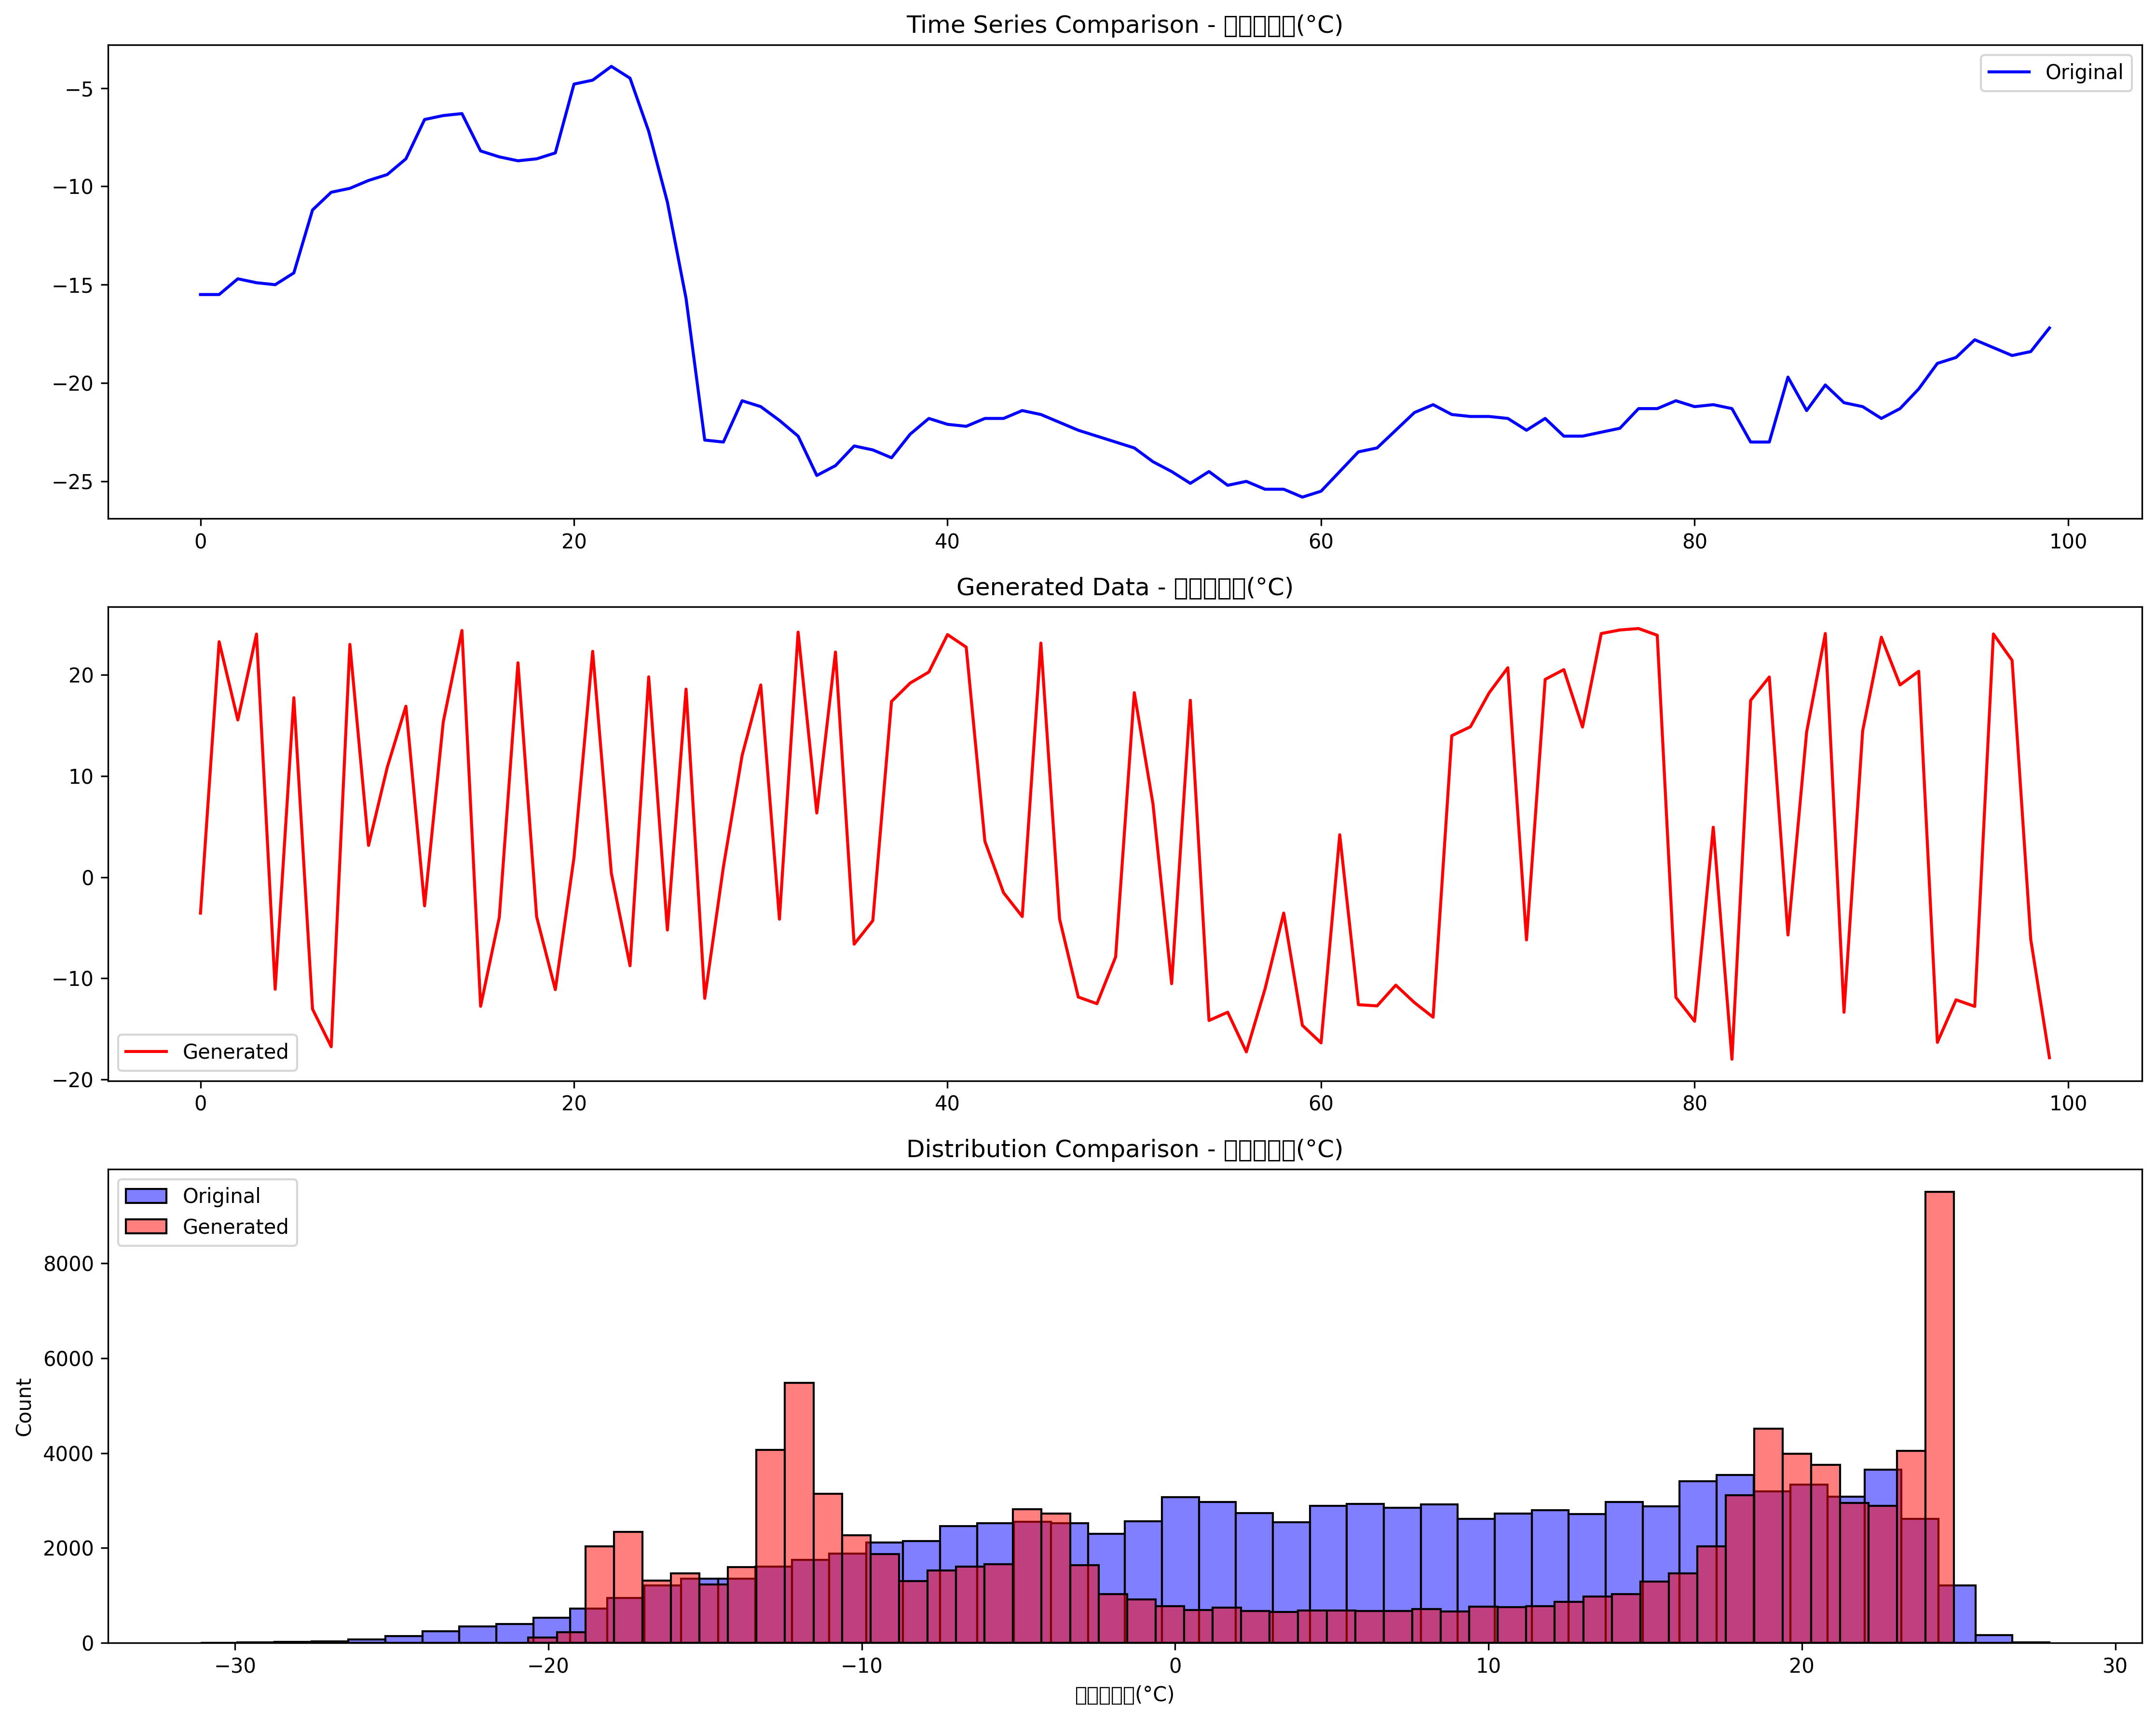 Time Series Comparison - (°C)
Original
−5
−10
−15
−20
−25
0 20 40 60 80 100
Generated Data - (°C)
20
10
0
−10
−20
Generated
0 20 40 60 80 100
Distribution Comparison - (°C)
Original
Generated
Count
8000
6000
4000
2000
0
−30 −20 −10 0 10 20 30
(°C)